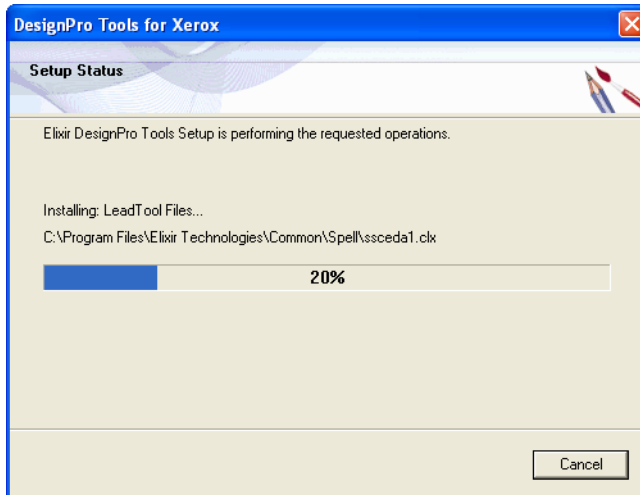 DesignPro Tools for Xerox
Setup Status
Elixir DesignPro Tools Setup is performing the requested operations.
Installing: LeadTool Files...
C:\Program Files\Elixir Technologies\Common\Spell\ssceda1.clx
20%
Cancel